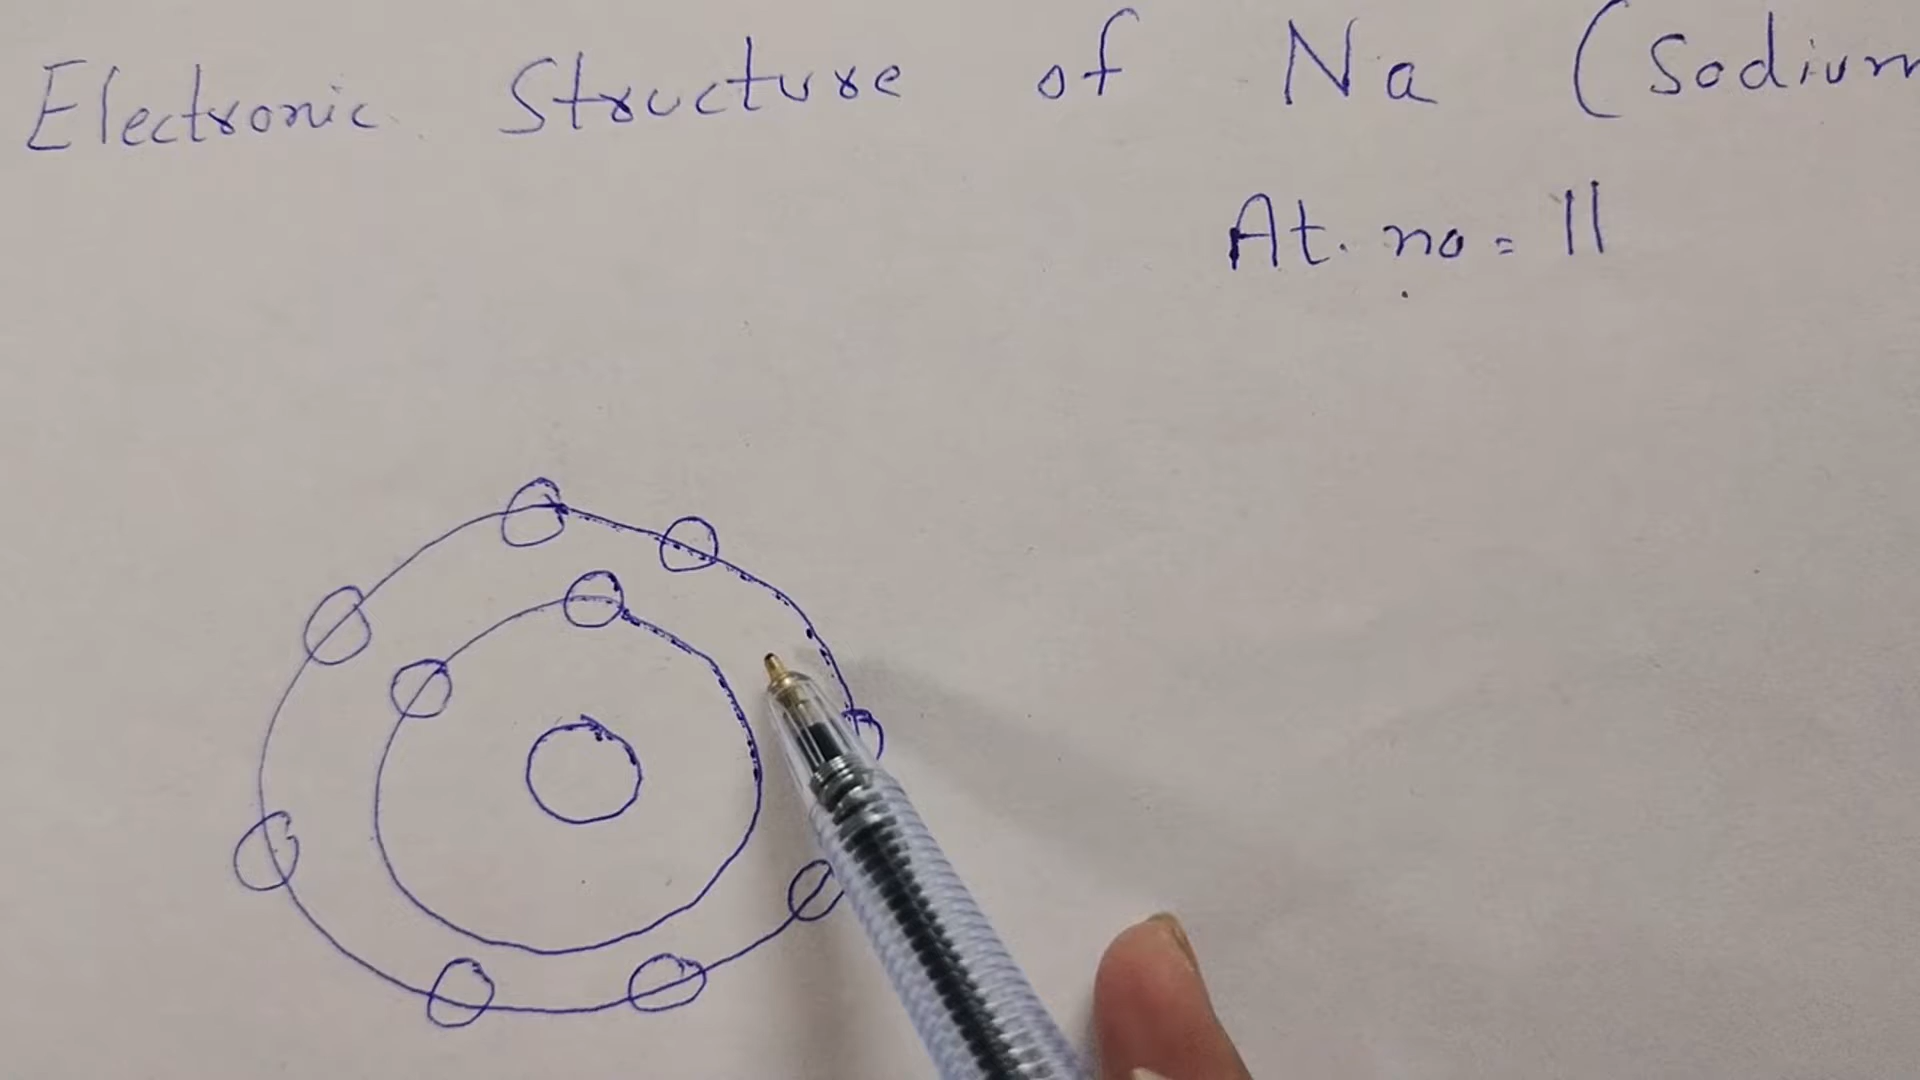 Electronic Structure of Na (Sodium
At. no = 11